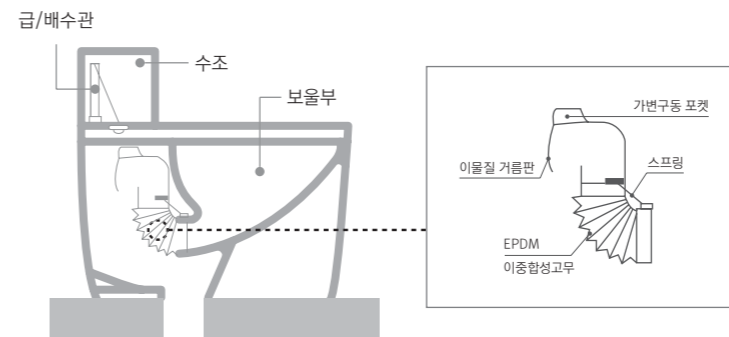 급/배수관
수조
보울부
가변구동 포켓
이물질 거름판
스프링
EPDM
이중합성고무